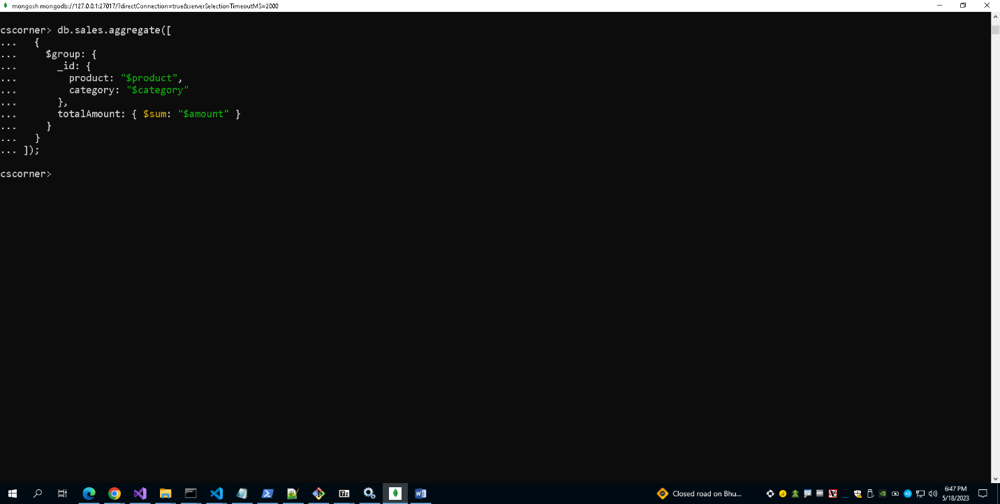 mongosh mongodb://127.0.0.1:27017/?directConnection=true&serverSelectionTimeoutMS=2000
cscorner> db.sales.aggregate([
...   {
...     $group: {
...       _id: {
...         product: "$product",
...         category: "$category"
...       },
...       totalAmount: { $sum: "$amount" }
...     }
...   }
... ]);
cscorner>
Closed road on Bhu...
6:47 PM
5/18/2023